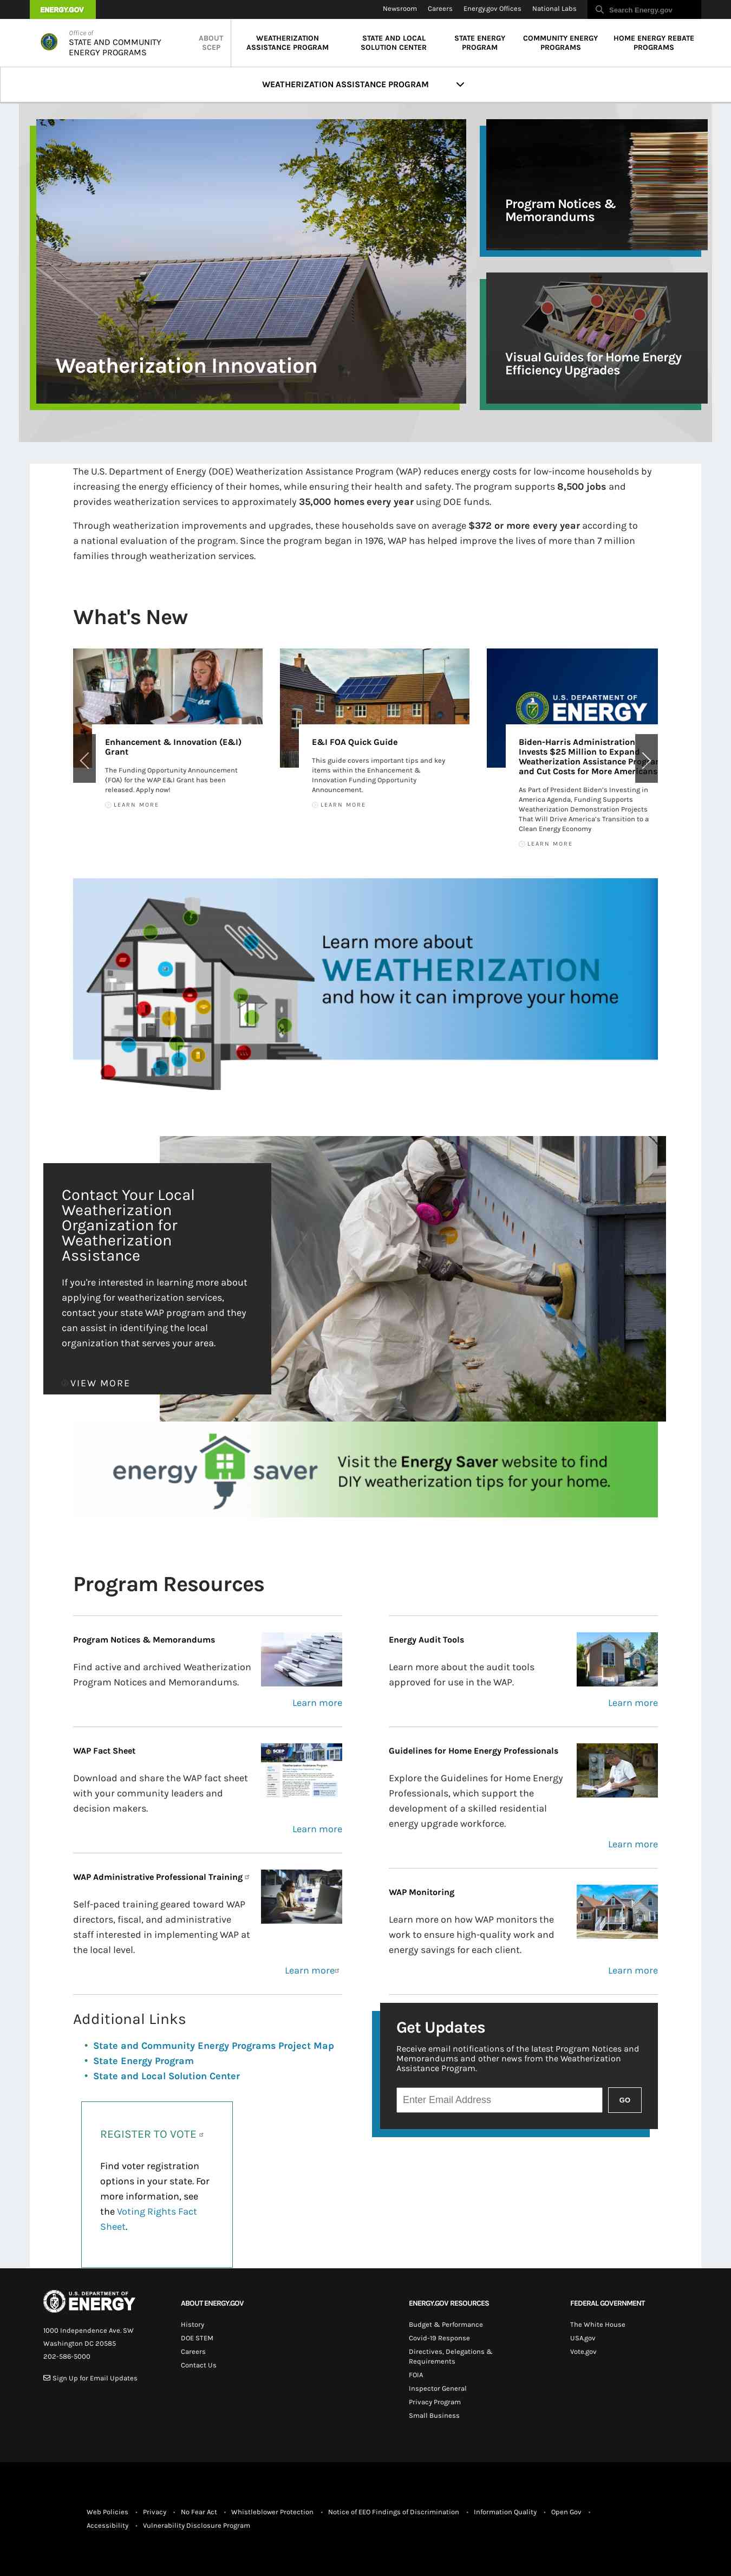 ENERGY.GOV
Newsroom Careers Energy.gov Offices National Labs Search Energy.gov
Office of
STATE AND COMMUNITY
ENERGY PROGRAMS
ABOUT
SCEP
WEATHERIZATION
ASSISTANCE PROGRAM
STATE AND LOCAL
SOLUTION CENTER
STATE ENERGY
PROGRAM
COMMUNITY ENERGY
PROGRAMS
HOME ENERGY REBATE
PROGRAMS
WEATHERIZATION ASSISTANCE PROGRAM
Weatherization Innovation
Program Notices &
Memorandums
Visual Guides for Home Energy
Efficiency Upgrades
The U.S. Department of Energy (DOE) Weatherization Assistance Program (WAP) reduces energy costs for low-income households by
increasing the energy efficiency of their homes, while ensuring their health and safety. The program supports 8,500 jobs and
provides weatherization services to approximately 35,000 homes every year using DOE funds.
Through weatherization improvements and upgrades, these households save on average $372 or more every year according to
a national evaluation of the program. Since the program began in 1976, WAP has helped improve the lives of more than 7 million
families through weatherization services.
What's New
Enhancement & Innovation (E&I)
Grant
The Funding Opportunity Announcement
(FOA) for the WAP E&I Grant has been
released. Apply now!
LEARN MORE
E&I FOA Quick Guide
This guide covers important tips and key
items within the Enhancement &
Innovation Funding Opportunity
Announcement.
LEARN MORE
U.S. DEPARTMENT OF
ENERGY
Biden-Harris Administration
Invests $25 Million to Expand
Weatherization Assistance Program
and Cut Costs for More Americans
As Part of President Biden's Investing in
America Agenda, Funding Supports
Weatherization Demonstration Projects
That Will Drive America's Transition to a
Clean Energy Economy
LEARN MORE
Learn more about
WEATHERIZATION
and how it can improve your home
Contact Your Local
Weatherization
Organization for
Weatherization
Assistance
If you're interested in learning more about
applying for weatherization services,
contact your state WAP program and they
can assist in identifying the local
organization that serves your area.
VIEW MORE
energy saver
Visit the Energy Saver website to find
DIY weatherization tips for your home.
Program Resources
Program Notices & Memorandums
Find active and archived Weatherization
Program Notices and Memorandums.
Learn more
Energy Audit Tools
Learn more about the audit tools
approved for use in the WAP.
Learn more
WAP Fact Sheet
Download and share the WAP fact sheet
with your community leaders and
decision makers.
Learn more
Guidelines for Home Energy Professionals
Explore the Guidelines for Home Energy
Professionals, which support the
development of a skilled residential
energy upgrade workforce.
Learn more
WAP Administrative Professional Training
Self-paced training geared toward WAP
directors, fiscal, and administrative
staff interested in implementing WAP at
the local level.
Learn more
WAP Monitoring
Learn more on how WAP monitors the
work to ensure high-quality work and
energy savings for each client.
Learn more
Additional Links
• State and Community Energy Programs Project Map
• State Energy Program
• State and Local Solution Center
Get Updates
Receive email notifications of the latest Program Notices and
Memorandums and other news from the Weatherization
Assistance Program.
Enter Email Address GO
REGISTER TO VOTE
Find voter registration
options in your state. For
more information, see
the Voting Rights Fact
Sheet.
U.S. DEPARTMENT OF
ENERGY
1000 Independence Ave. SW
Washington DC 20585
202-586-5000
Sign Up for Email Updates
ABOUT ENERGY.GOV
History
DOE STEM
Careers
Contact Us
ENERGY.GOV RESOURCES
Budget & Performance
Covid-19 Response
Directives, Delegations &
Requirements
FOIA
Inspector General
Privacy Program
Small Business
FEDERAL GOVERNMENT
The White House
USA.gov
Vote.gov
Web Policies • Privacy • No Fear Act • Whistleblower Protection • Notice of EEO Findings of Discrimination • Information Quality • Open Gov •
Accessibility • Vulnerability Disclosure Program